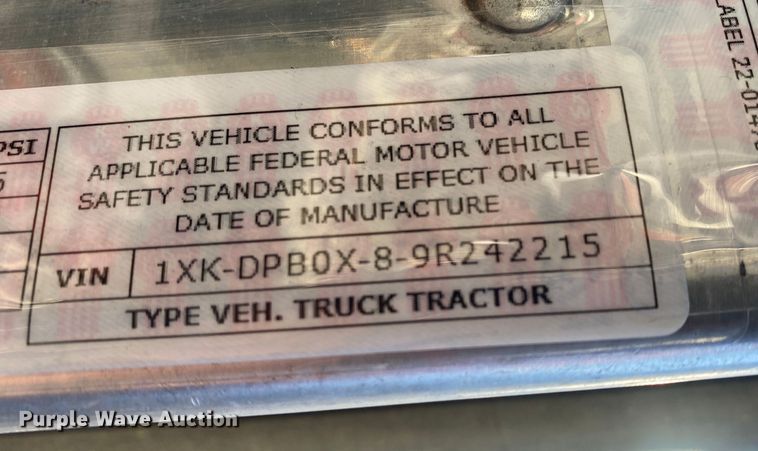 PSI
THIS VEHICLE CONFORMS TO ALL
APPLICABLE FEDERAL MOTOR VEHICLE
SAFETY STANDARDS IN EFFECT ON THE
DATE OF MANUFACTURE
VIN 1XK-DPB0X-8-9R242215
TYPE VEH. TRUCK TRACTOR
Purple Wave Auction